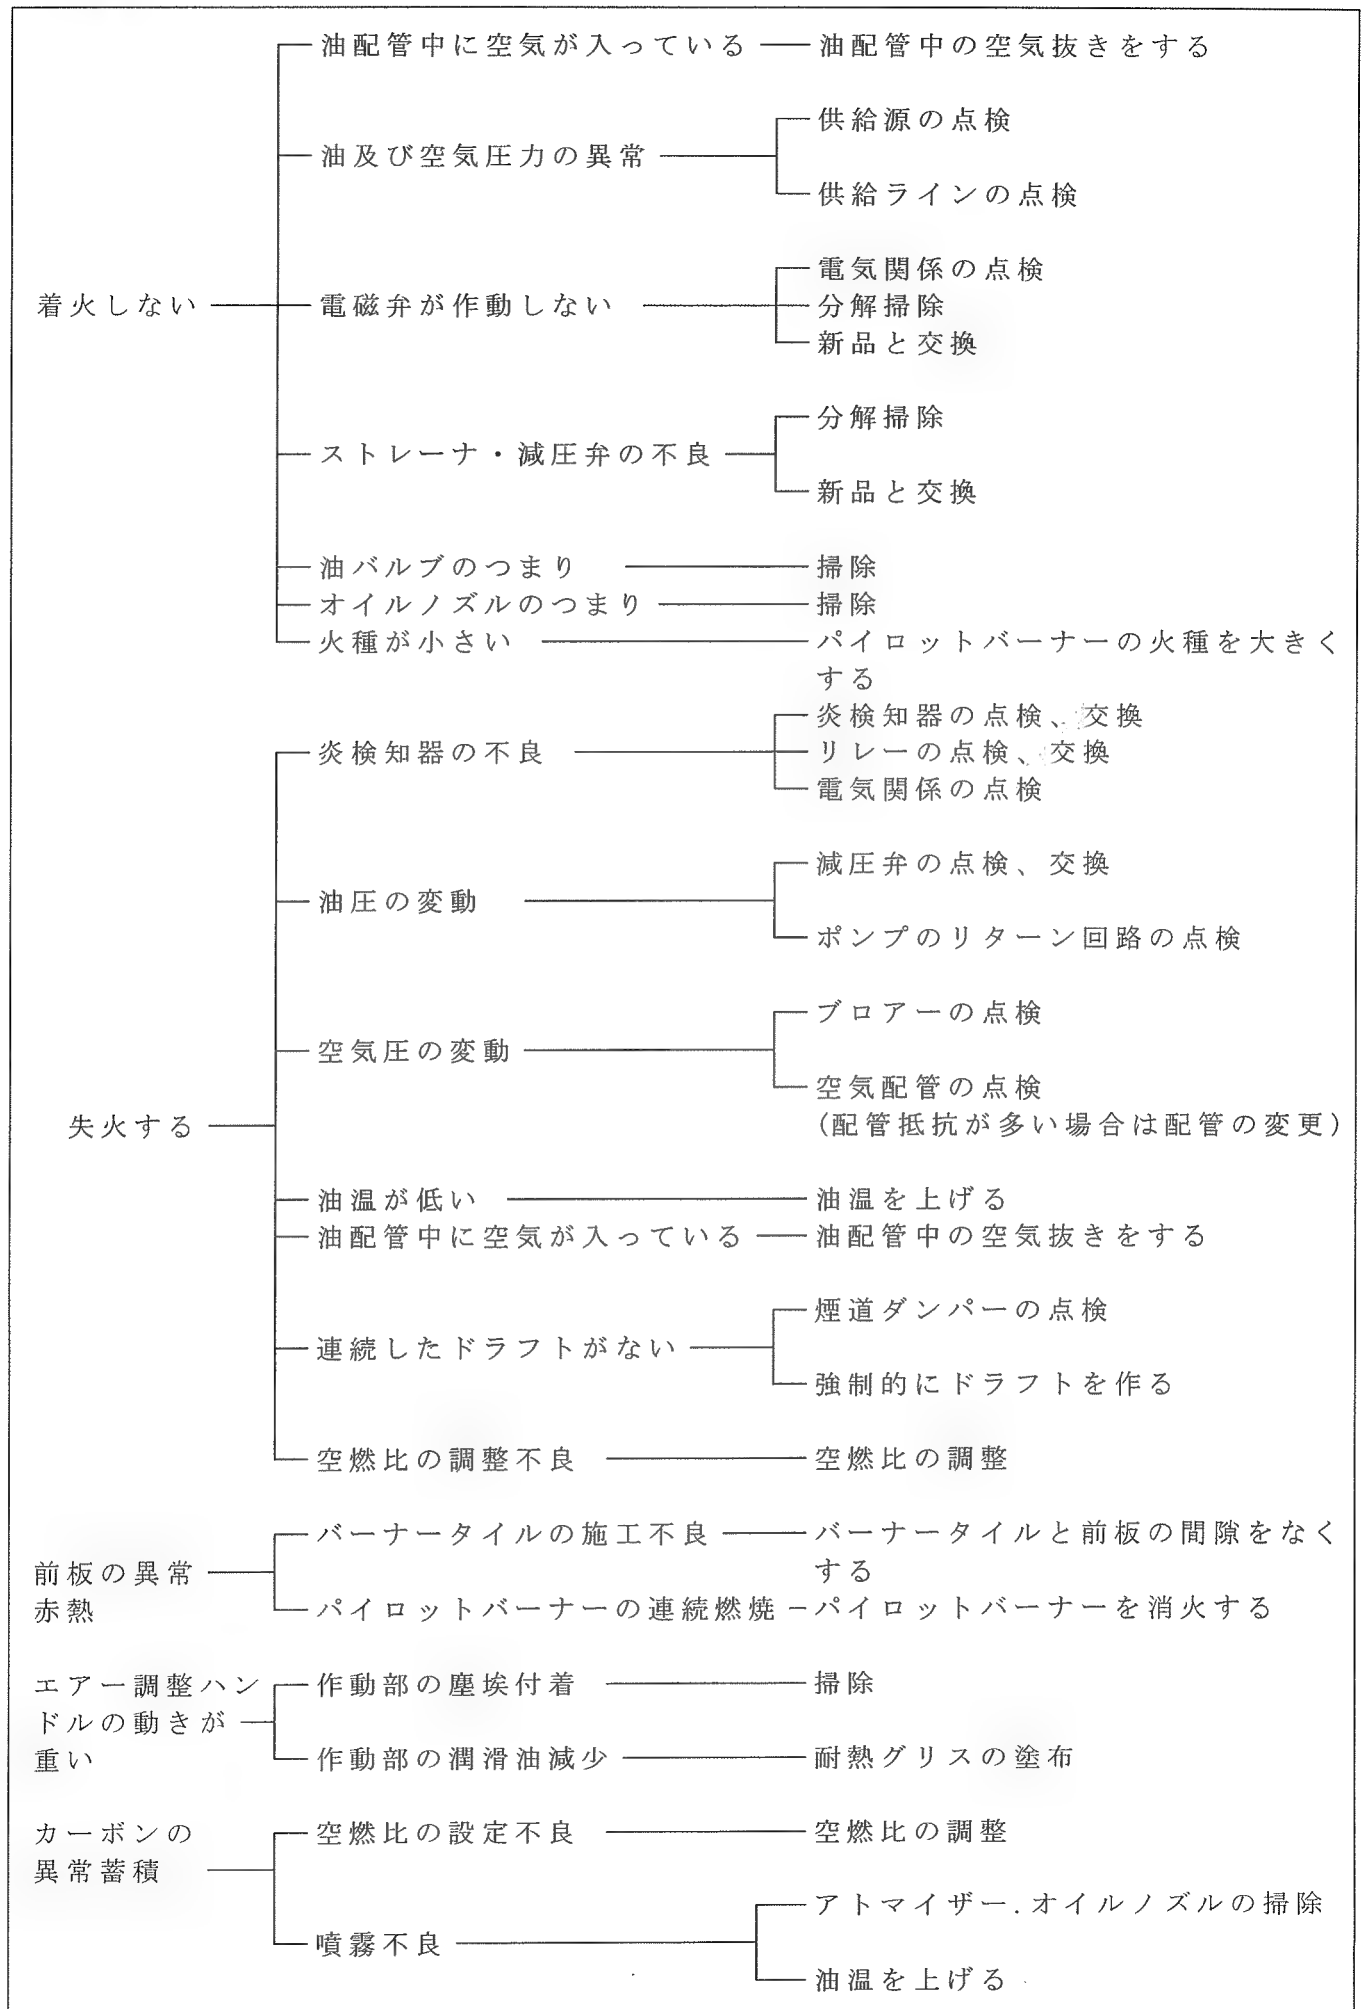 油配管中に空気が入っている 油配管中の空気抜きをする
供給源の点検
油及び空気圧力の異常
供給ラインの点検
電気関係の点検
着火しない 電磁弁が作動しない 分解掃除
新品と交換
分解掃除
ストレーナ・減圧弁の不良
新品と交換
油バルブのつまり 掃除
オイルノズルのつまり 掃除
火種が小さい パイロットバーナーの火種を大きく
する
炎検知器の点検、交換
炎検知器の不良 リレーの点検、交換
電気関係の点検
減圧弁の点検、交換
油圧の変動
ポンプのリターン回路の点検
ブロアーの点検
空気圧の変動
空気配管の点検
失火する (配管抵抗が多い場合は配管の変更)
油温が低い 油温を上げる
油配管中に空気が入っている 油配管中の空気抜きをする
煙道ダンパーの点検
連続したドラフトがない
強制的にドラフトを作る
空燃比の調整不良 空燃比の調整
バーナータイルの施工不良 バーナータイルと前板の間隙をなく
前板の異常 する
赤熱 パイロットバーナーの連続燃焼 パイロットバーナーを消火する
エアー調整ハン 作動部の塵埃付着 掃除
ドルの動きが
重い 作動部の潤滑油減少 耐熱グリスの塗布
カーボンの 空燃比の設定不良 空燃比の調整
異常蓄積
アトマイザー.オイルノズルの掃除
噴霧不良
油温を上げる